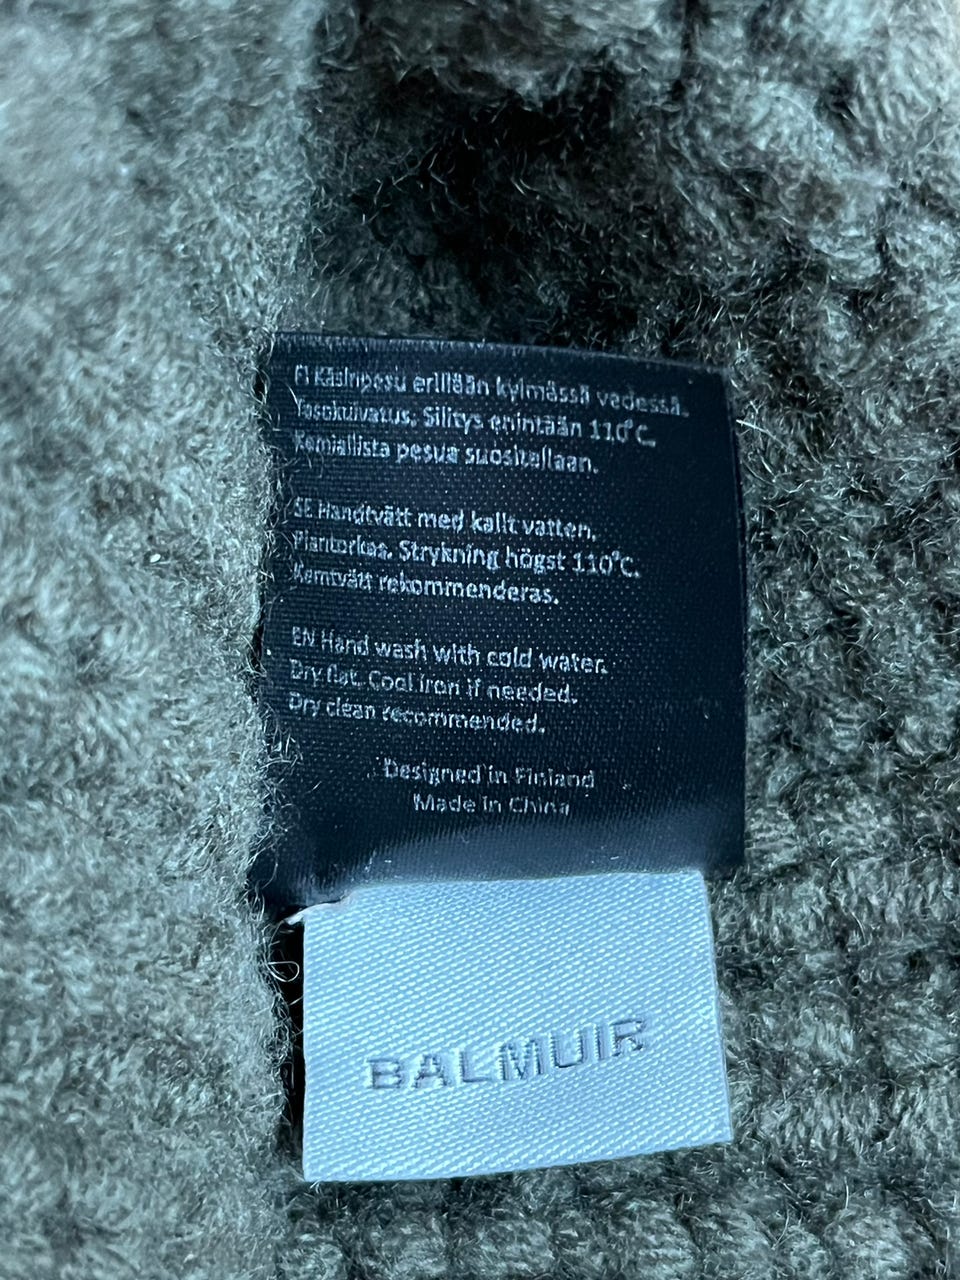 FI Käsinpesu erillään kylmässä vedessä.
Tasokuivatus. Silitys enintään 110°C.
Kemiallista pesua suositellaan.
SE Handtvätt med kallt vatten.
Plantorkas. Strykning högst 110°C.
Kemtvätt rekommenderas.
EN Hand wash with cold water.
Dry flat. Cool iron if needed.
Dry clean recommended.
Designed in Finland
Made in China
BALMUIR